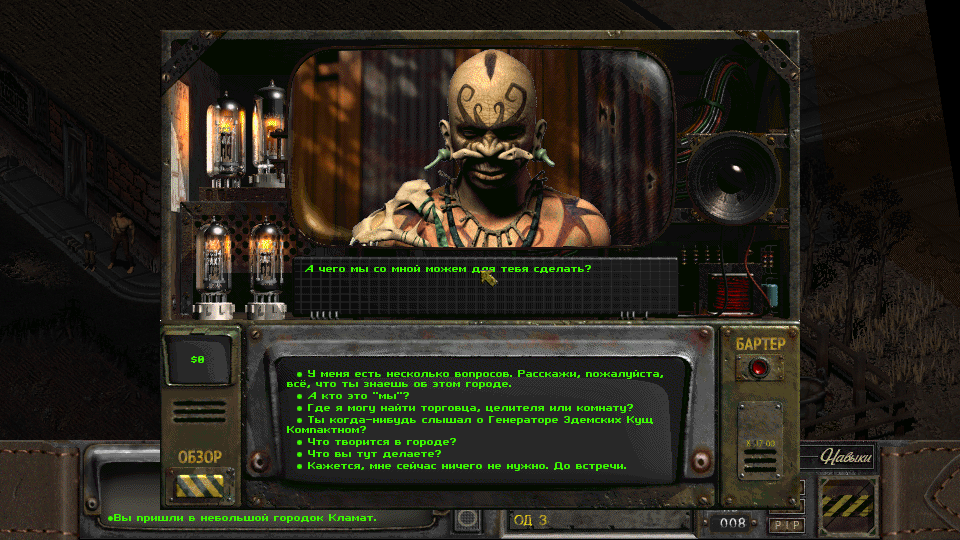 А чего мы со мной можем для тебя сделать?
БАРТЕР
$0
● У меня есть несколько вопросов. Расскажи, пожалуйста,
всё, что ты знаешь об этом городе.
● А кто это "мы"?
● Где я могу найти торговца, целителя или комнату?
● Ты когда-нибудь слышал о Генераторе Эдемских Кущ
Компактном?
● Что творится в городе?
● Что вы тут делаете?
● Кажется, мне сейчас ничего не нужно. До встречи.
ОБЗОР
Навыки
●Вы пришли в небольшой городок Кламат.
ОД 3
008
PIP